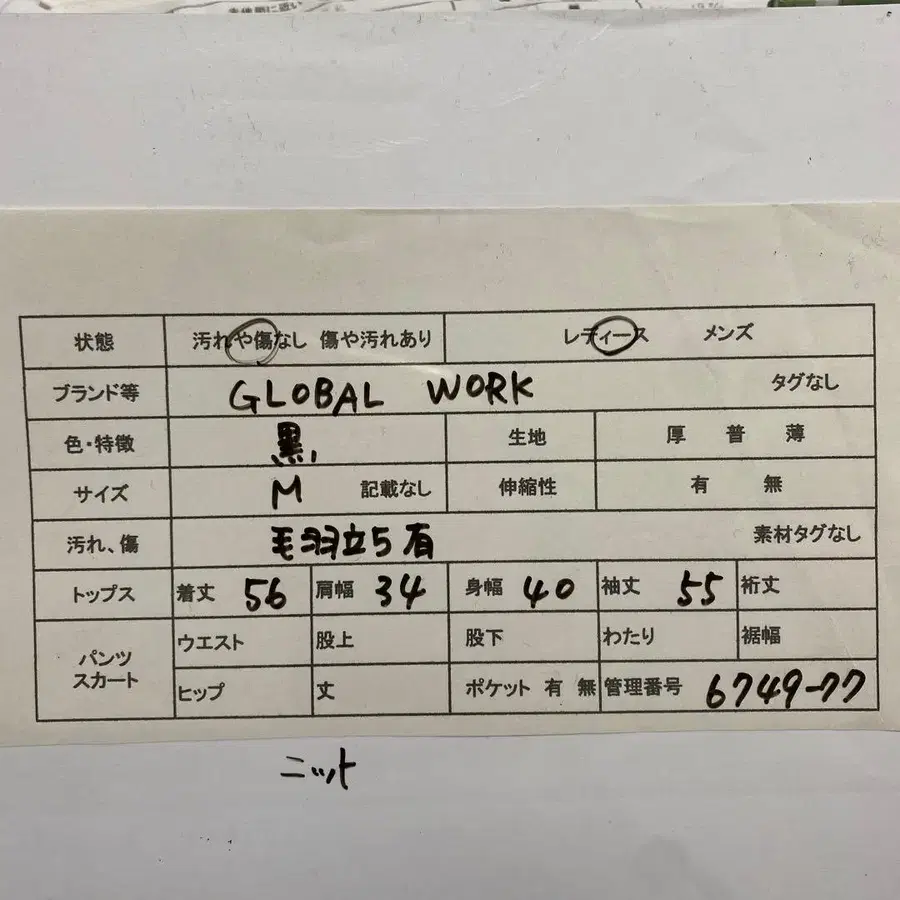 状態 汚れや傷なし 傷や汚れあり レディース メンズ
ブランド等 GLOBAL WORK タグなし
色・特徴 黒 生地 厚 普 薄
サイズ M 記載なし 伸縮性 有 無
汚れ、傷 毛羽立ち有 素材タグなし
トップス 着丈 56 肩幅 34 身幅 40 袖丈 55 裄丈
パンツ スカート
ウエスト 股上 股下 わたり 裾幅
ヒップ 丈 ポケット 有 無 管理番号 6749-77
ニット